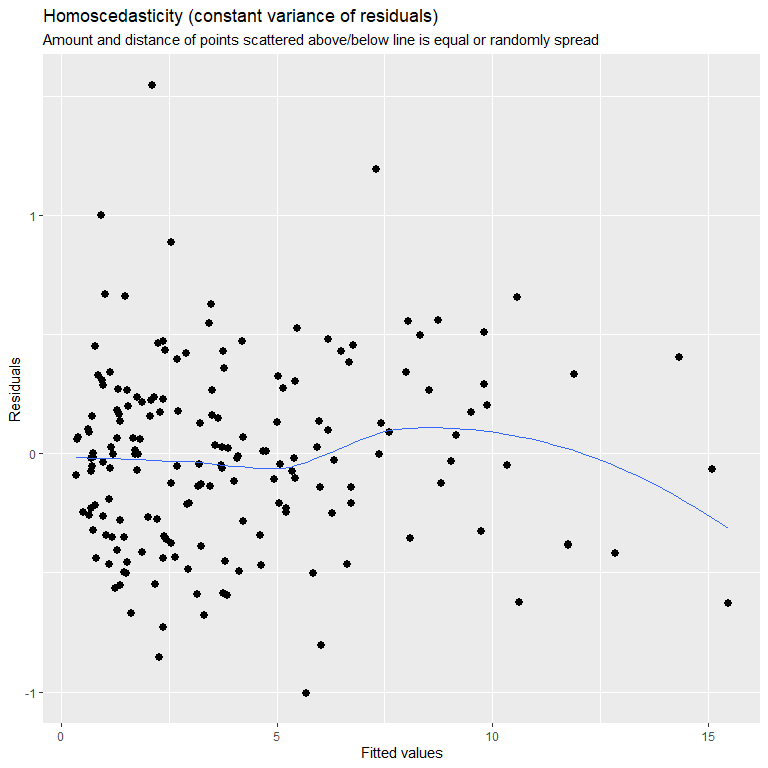 Homoscedasticity (constant variance of residuals)
Amount and distance of points scattered above/below line is equal or randomly spread
Residuals
1
0
-1
0
5
10
15
Fitted values